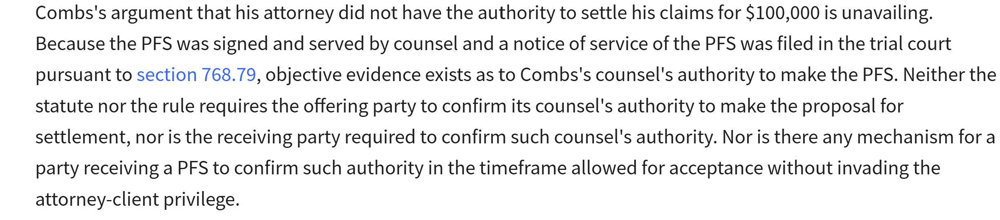 Combs's argument that his attorney did not have the authority to settle his claims for $100,000 is unavailing.
Because the PFS was signed and served by counsel and a notice of service of the PFS was filed in the trial court
pursuant to section 768.79, objective evidence exists as to Combs's counsel's authority to make the PFS. Neither the
statute nor the rule requires the offering party to confirm its counsel's authority to make the proposal for
settlement, nor is the receiving party required to confirm such counsel's authority. Nor is there any mechanism for a
party receiving a PFS to confirm such authority in the timeframe allowed for acceptance without invading the
attorney-client privilege.